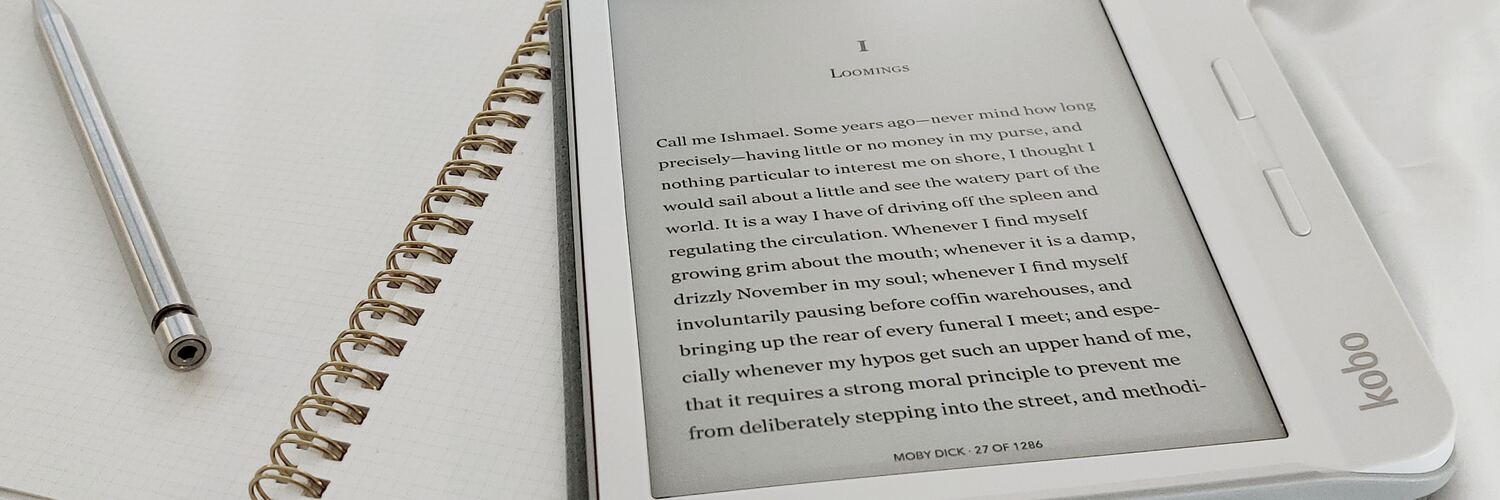 I
Loomings
Call me Ishmael. Some years ago—never mind how long
precisely—having little or no money in my purse, and
nothing particular to interest me on shore, I thought I
would sail about a little and see the watery part of the
world. It is a way I have of driving off the spleen and
regulating the circulation. Whenever I find myself
growing grim about the mouth; whenever it is a damp,
drizzly November in my soul; whenever I find myself
involuntarily pausing before coffin warehouses, and
bringing up the rear of every funeral I meet; and espe-
cially whenever my hypos get such an upper hand of me,
that it requires a strong moral principle to prevent me
from deliberately stepping into the street, and methodi-
MOBY DICK · 27 OF 1286
kobo